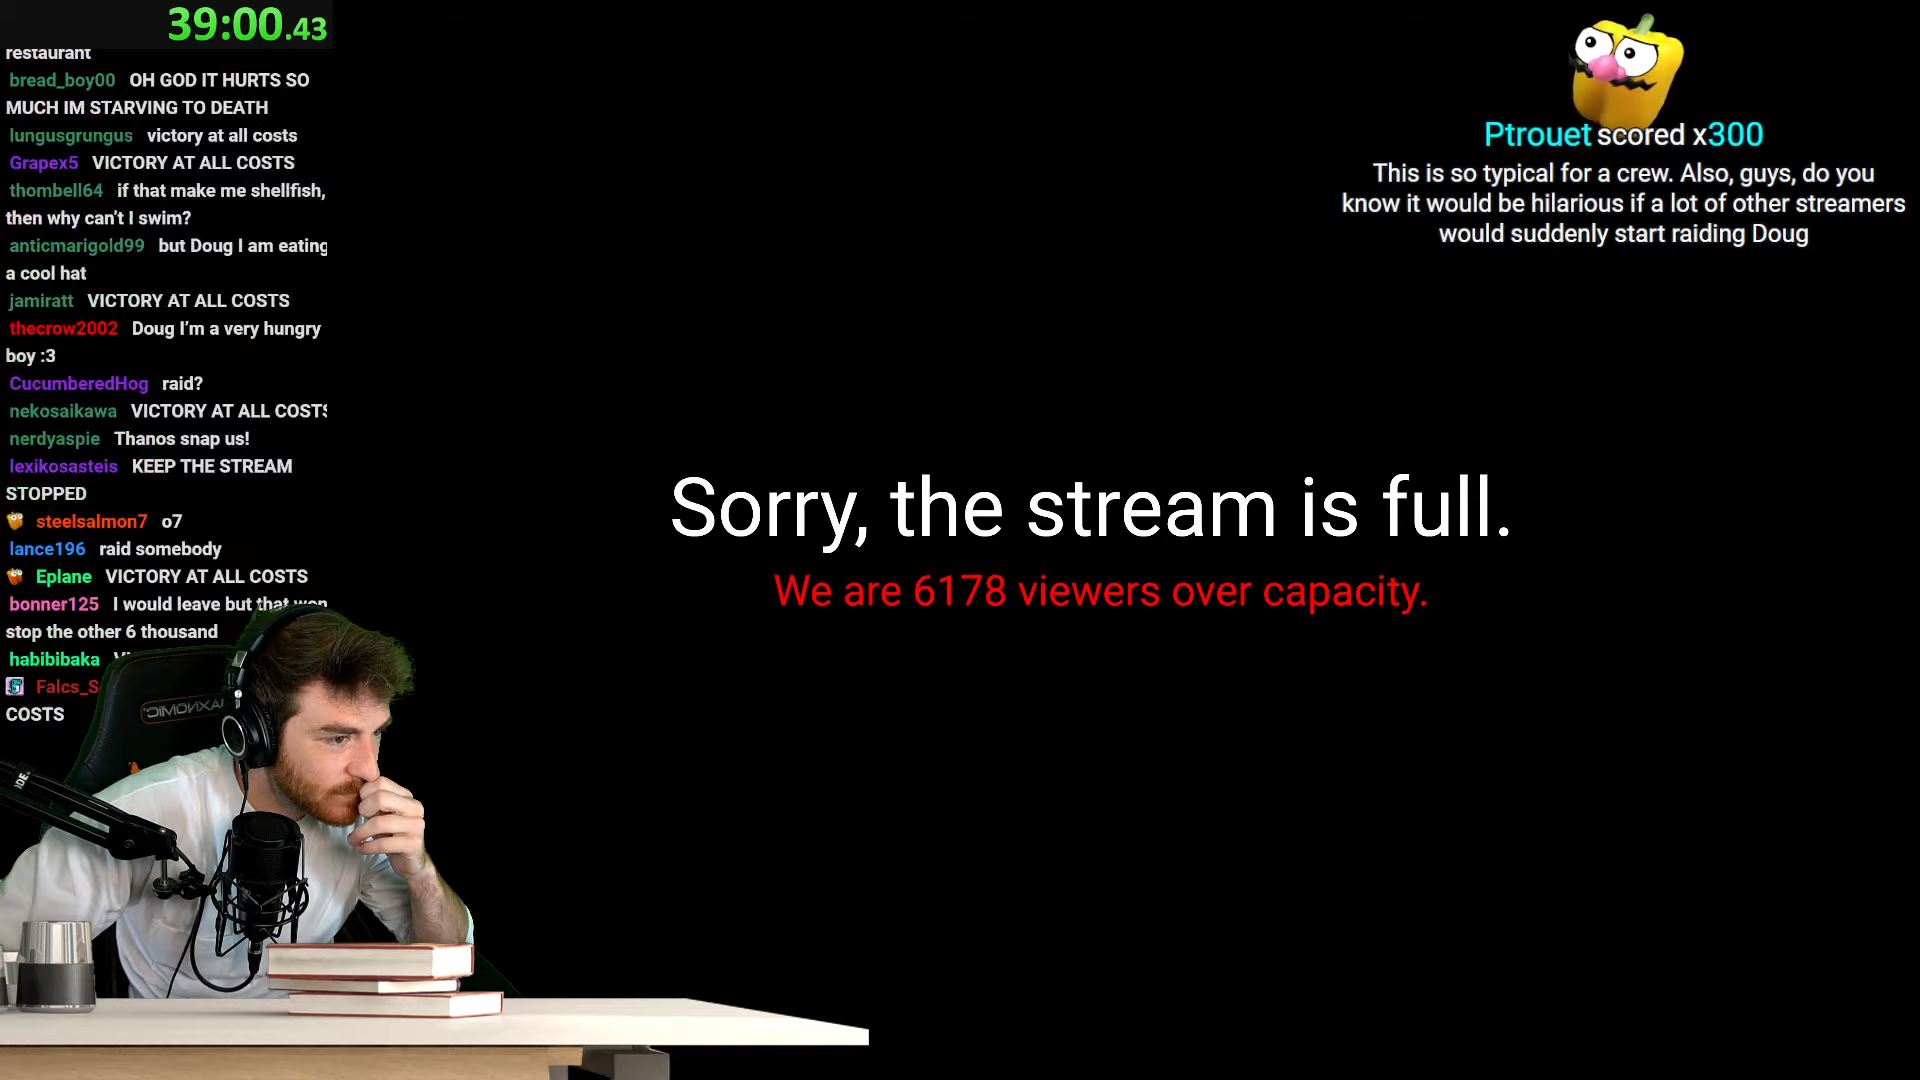 39:00.43
restaurant
bread_boy00 OH GOD IT HURTS SO
MUCH IM STARVING TO DEATH
lungusgrungus victory at all costs
Grapex5 VICTORY AT ALL COSTS
thombell64 if that make me shellfish,
then why can't I swim?
anticmarigold99 but Doug I am eating
a cool hat
jamiratt VICTORY AT ALL COSTS
thecrow2002 Doug I'm a very hungry
boy :3
CucumberedHog raid?
nekosaikawa VICTORY AT ALL COSTS
nerdyaspie Thanos snap us!
lexikosasteis KEEP THE STREAM
STOPPED
steelsalmon7 o7
lance196 raid somebody
Eplane VICTORY AT ALL COSTS
bonner125 I would leave but that won
stop the other 6 thousand
habibibaka
Falcs_S
COSTS
MAXNOMIC
Ptrouet scored x300
This is so typical for a crew. Also, guys, do you
know it would be hilarious if a lot of other streamers
would suddenly start raiding Doug
Sorry, the stream is full.
We are 6178 viewers over capacity.